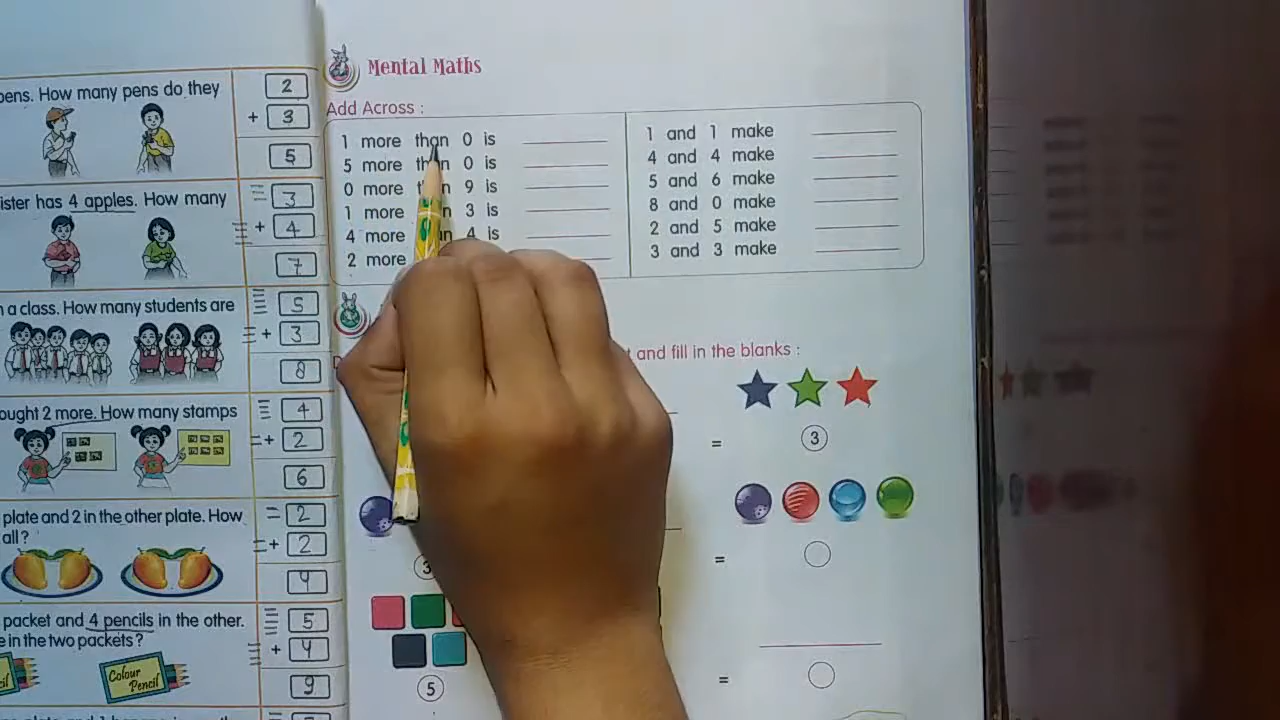 pens. How many pens do they
2
+ 3
5
ister has 4 apples. How many
3
+ 4
7
n a class. How many students are
5
+ 3
8
ought 2 more. How many stamps
4
+ 2
6
plate and 2 in the other plate. How
all?
2
+ 2
4
packet and 4 pencils in the other.
e in the two packets?
Colour
Pencil
5
+ 4
9
Mental Maths
Add Across :
1 more than 0 is
5 more than 0 is
0 more 9 is
1 more 3 is
4 more 4 is
2 more
1 and 1 make
4 and 4 make
5 and 6 make
8 and 0 make
2 and 5 make
3 and 3 make
and fill in the blanks :
= 3
=
3
5
=